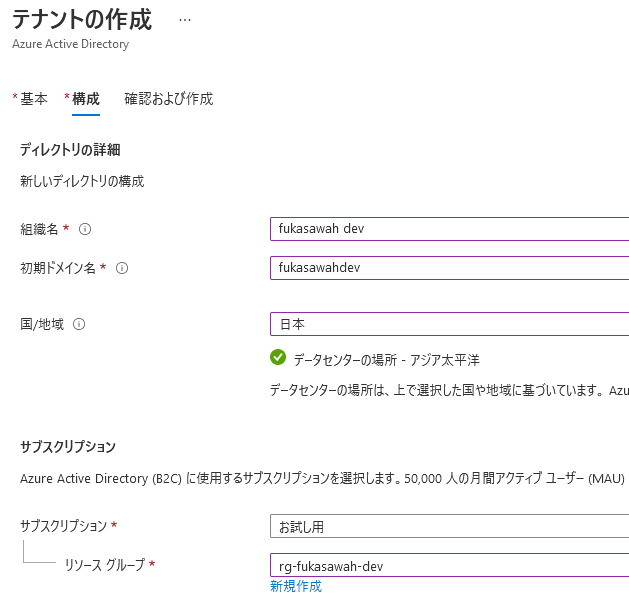 テナントの作成 ...
Azure Active Directory
* 基本 * 構成 確認および作成
ディレクトリの詳細
新しいディレクトリの構成
組織名 * fukasawah dev
初期ドメイン名 * fukasawahdev
国/地域 日本
データセンターの場所 - アジア太平洋
データセンターの場所は、上で選択した国や地域に基づいています。Azu
サブスクリプション
Azure Active Directory (B2C) に使用するサブスクリプションを選択します。50,000 人の月間アクティブ ユーザー (MAU)
サブスクリプション * お試し用
リソース グループ * rg-fukasawah-dev
新規作成